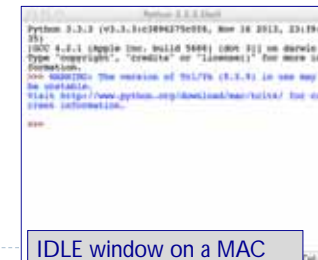 Python 3.3.3 Shell
Python 3.3.3 (v3.3.3:c3896275c0f6, Nov 16 2013, 23:39:
35)
[GCC 4.2.1 (Apple Inc. build 5666) (dot 3)] on darwin
Type "copyright", "credits" or "license()" for more in
formation.
>>> WARNING: The version of Tcl/Tk (8.5.9) in use may
be unstable.
Visit http://www.python.org/download/mac/tcltk/ for cu
rrent information.
>>>
IDLE window on a MAC